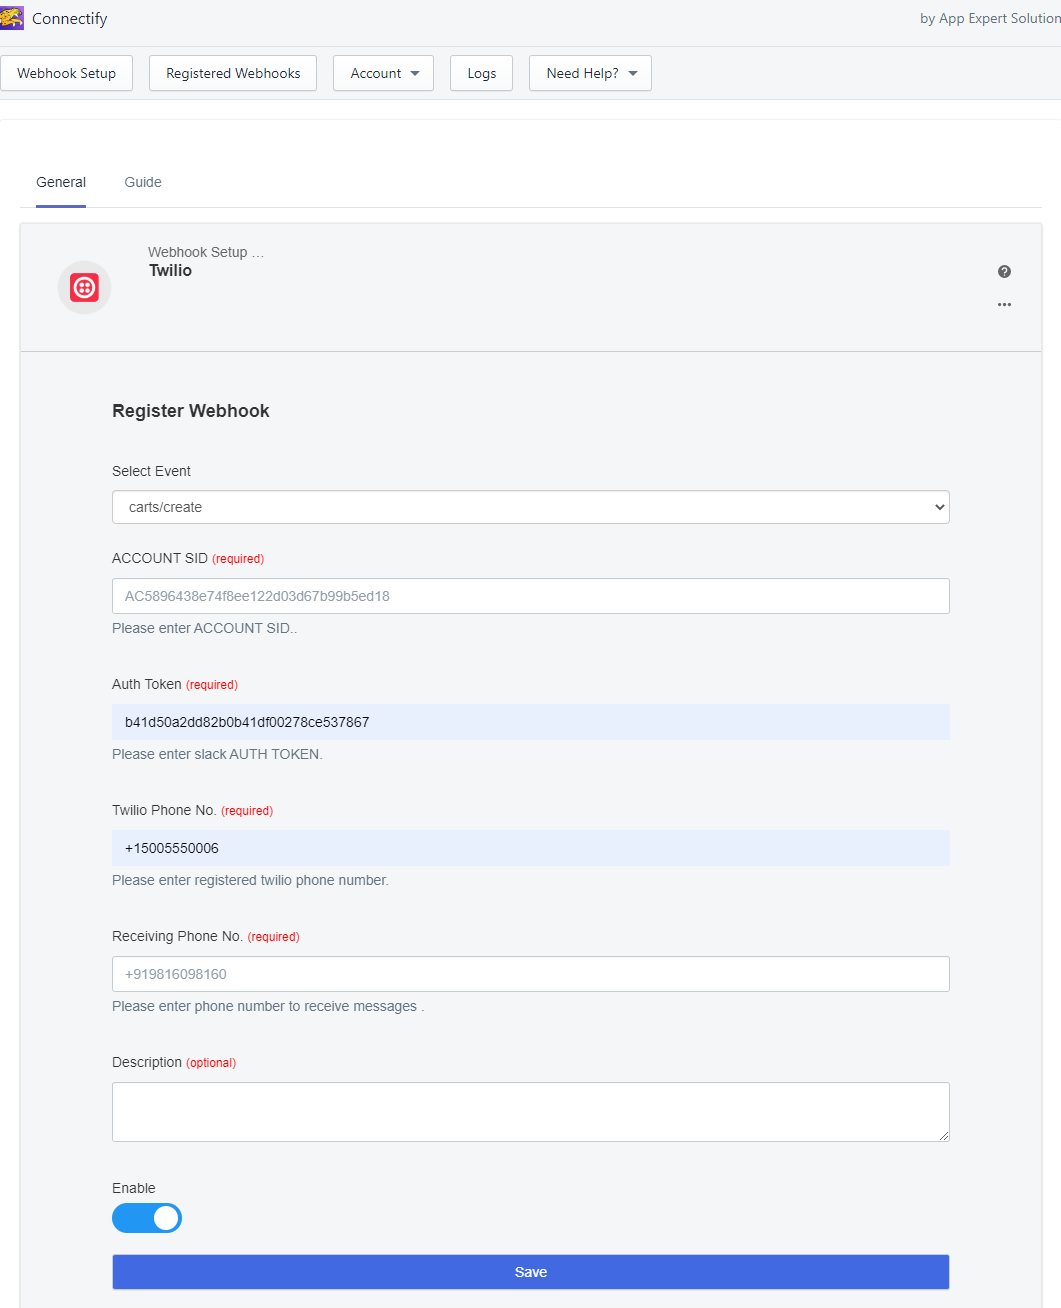 Connectify
by App Expert Solution
Webhook Setup
Registered Webhooks
Account
Logs
Need Help?
General
Guide
Webhook Setup ...
Twilio
Register Webhook
Select Event
carts/create
ACCOUNT SID (required)
AC5896438e74f8ee122d03d67b99b5ed18
Please enter ACCOUNT SID..
Auth Token (required)
b41d50a2dd82b0b41df00278ce537867
Please enter slack AUTH TOKEN.
Twilio Phone No. (required)
+15005550006
Please enter registered twilio phone number.
Receiving Phone No. (required)
+919816098160
Please enter phone number to receive messages .
Description (optional)
Enable
Save